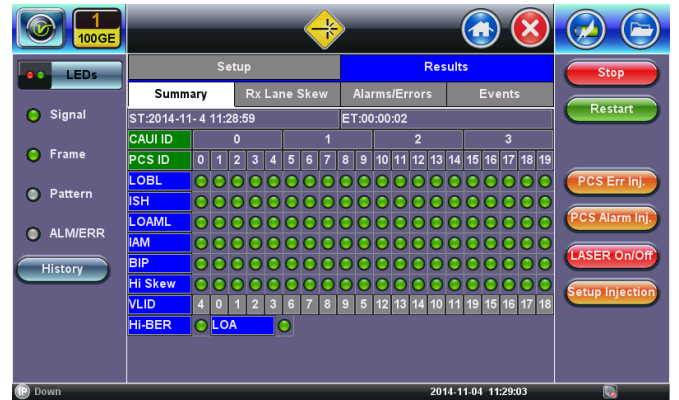 1
100GE
LEDs
Setup Results
Stop
Summary Rx Lane Skew Alarms/Errors Events
Signal
ST:2014-11- 4 11:28:59 ET:00:00:02
Restart
CAUI ID 0 1 2 3
Frame
PCS ID 0 1 2 3 4 5 6 7 8 9 10 11 12 13 14 15 16 17 18 19
LOBL
PCS Err Inj.
Pattern
ISH
LOAML
PCS Alarm Inj.
ALM/ERR
IAM
BIP
LASER On/Off
History
Hi Skew
Setup Injection
VLID 4 0 1 2 3 6 7 8 9 5 12 13 14 10 11 19 15 16 17 18
Hi-BER LOA
IP Down
2014-11-04 11:29:03